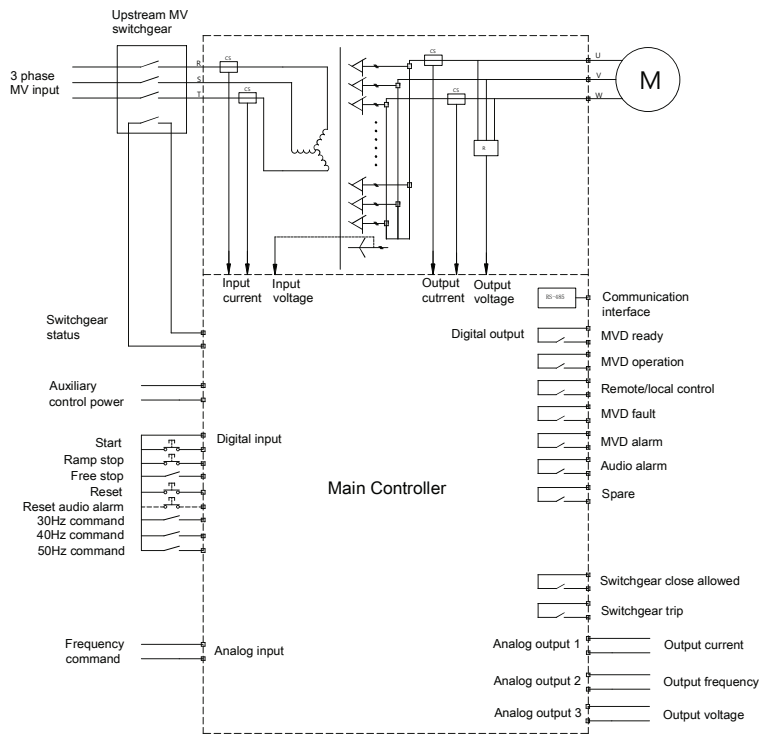 Upstream MV
switchgear
3 phase
MV input
R
S
T
CS
CS
CS
CS
R
U
V
W
M
Input
current
Input
voltage
Output
cutrrent
Output
voltage
Switchgear
status
Auxiliary
control power
Digital input
Start
Ramp stop
Free stop
Reset
Reset audio alarm
30Hz command
40Hz command
50Hz command
Frequency
command
Analog input
Main Controller
RS-485
Communication
interface
Digital output
MVD ready
MVD operation
Remote/local control
MVD fault
MVD alarm
Audio alarm
Spare
Switchgear close allowed
Switchgear trip
Analog output 1
Output current
Analog output 2
Output frequency
Analog output 3
Output voltage